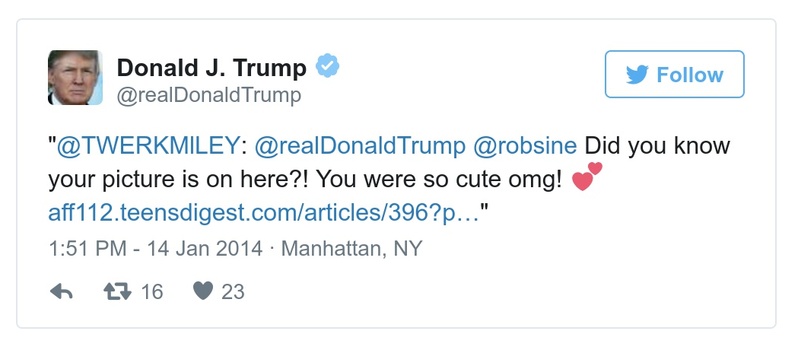 Donald J. Trump
@realDonaldTrump
Follow
"@TWERKMILEY: @realDonaldTrump @robsine Did you know
your picture is on here?! You were so cute omg! 💕
aff112.teensdigest.com/articles/396?p…"
1:51 PM - 14 Jan 2014 · Manhattan, NY
16 23